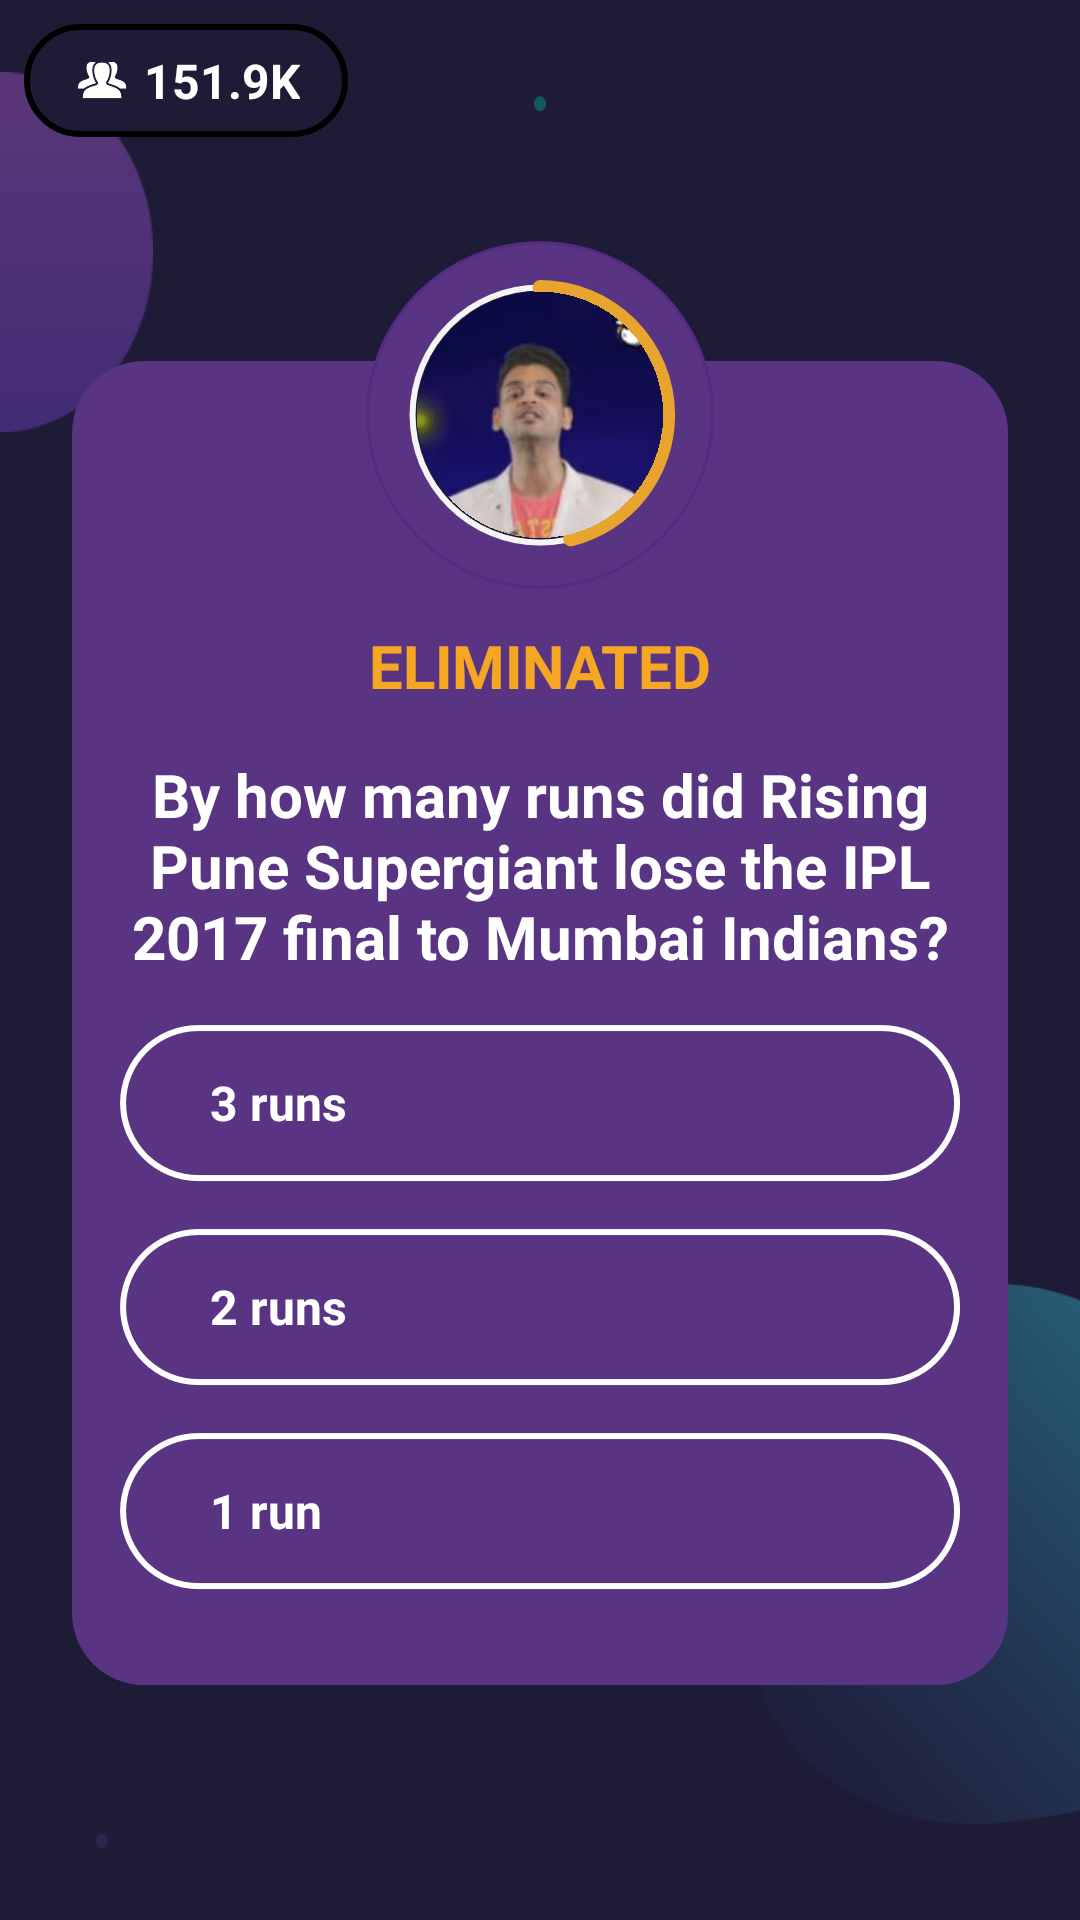 151.9K
ELIMINATED
By how many runs did Rising
Pune Supergiant lose the IPL
2017 final to Mumbai Indians?
3 runs
2 runs
1 run